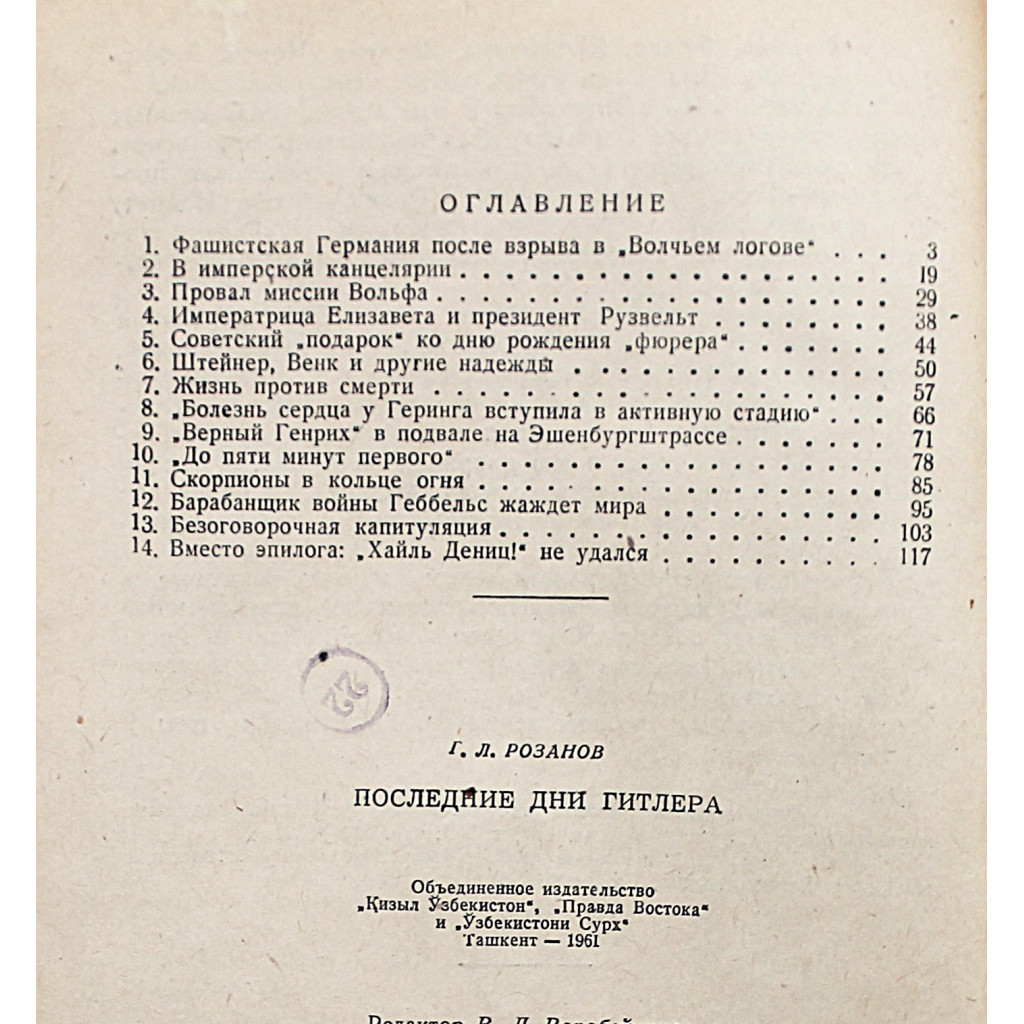 ОГЛАВЛЕНИЕ
1. Фашистская Германия после взрыва в „Волчьем логове“ . . . 3
2. В имперской канцелярии . . . . . . . . . . . . . . . . 19
3. Провал миссии Вольфа . . . . . . . . . . . . . . . . . 29
4. Императрица Елизавета и президент Рузвельт . . . . . . . 38
5. Советский „подарок“ ко дню рождения „фюрера“ . . . . . . 44
6. Штейнер, Венк и другие надежды . . . . . . . . . . . . 50
7. Жизнь против смерти . . . . . . . . . . . . . . . . . 57
8. „Болезнь сердца у Геринга вступила в активную стадию“ . . . 66
9. „Верный Генрих“ в подвале на Эшенбургштрассе . . . . . . 71
10. „До пяти минут первого“ . . . . . . . . . . . . . . . 78
11. Скорпионы в кольце огня . . . . . . . . . . . . . . . 85
12. Барабанщик войны Геббельс жаждет мира . . . . . . . . . 95
13. Безоговорочная капитуляция . . . . . . . . . . . . . . 103
14. Вместо эпилога: „Хайль Дениц!“ не удался . . . . . . . . 117
22
Г. Л. РОЗАНОВ
ПОСЛЕДНИЕ ДНИ ГИТЛЕРА
Объединенное издательство
„Қизыл Ўзбекистон“, „Правда Востока“
и „Ўзбекистони Сурх“
Ташкент — 1961
Редактор В. Д.